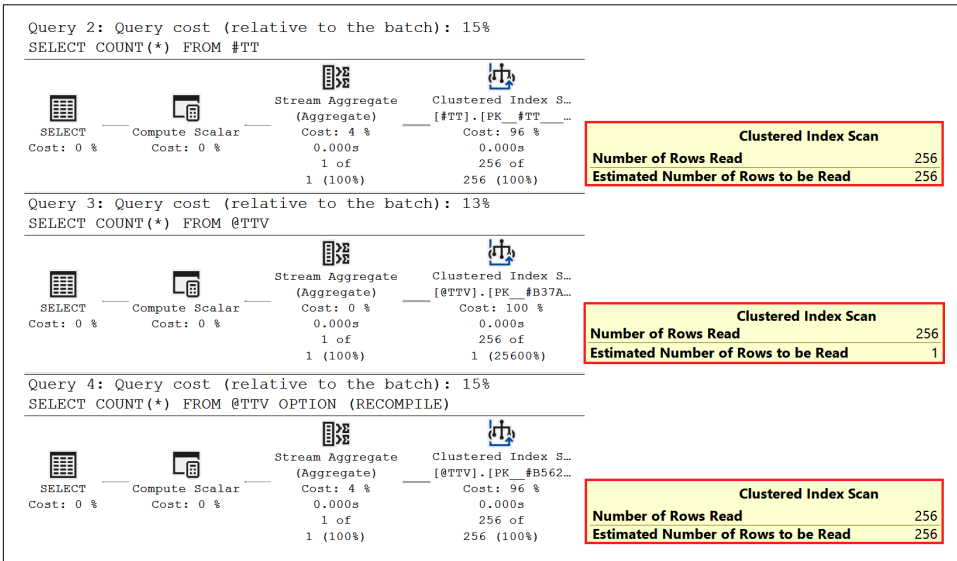 Query 2: Query cost (relative to the batch): 15%
SELECT COUNT(*) FROM #TT
SELECT
Cost: 0 %
Compute Scalar
Cost: 0 %
Stream Aggregate
(Aggregate)
Cost: 4 %
0.000s
1 of
1 (100%)
Clustered Index S…
[#TT].[PK__#TT___…
Cost: 96 %
0.000s
256 of
256 (100%)
Clustered Index Scan
Number of Rows Read 256
Estimated Number of Rows to be Read 256
Query 3: Query cost (relative to the batch): 13%
SELECT COUNT(*) FROM @TTV
SELECT
Cost: 0 %
Compute Scalar
Cost: 0 %
Stream Aggregate
(Aggregate)
Cost: 0 %
0.000s
1 of
1 (100%)
Clustered Index S…
[@TTV].[PK__#B37A…
Cost: 100 %
0.000s
256 of
1 (25600%)
Clustered Index Scan
Number of Rows Read 256
Estimated Number of Rows to be Read 1
Query 4: Query cost (relative to the batch): 15%
SELECT COUNT(*) FROM @TTV OPTION (RECOMPILE)
SELECT
Cost: 0 %
Compute Scalar
Cost: 0 %
Stream Aggregate
(Aggregate)
Cost: 4 %
0.000s
1 of
1 (100%)
Clustered Index S…
[@TTV].[PK__#B562…
Cost: 96 %
0.000s
256 of
256 (100%)
Clustered Index Scan
Number of Rows Read 256
Estimated Number of Rows to be Read 256